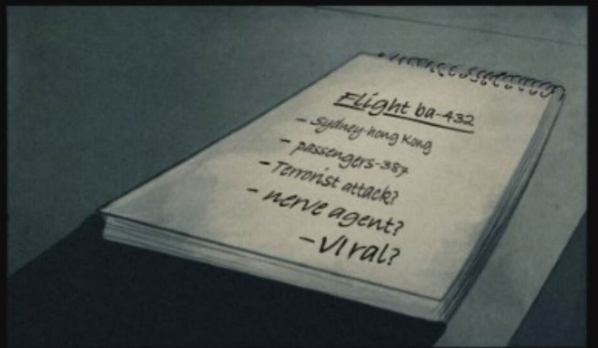 Flight ba-432
- Sydney-hong Kong
- passengers-387
- Terrorist attack?
- nerve agent?
- Viral?